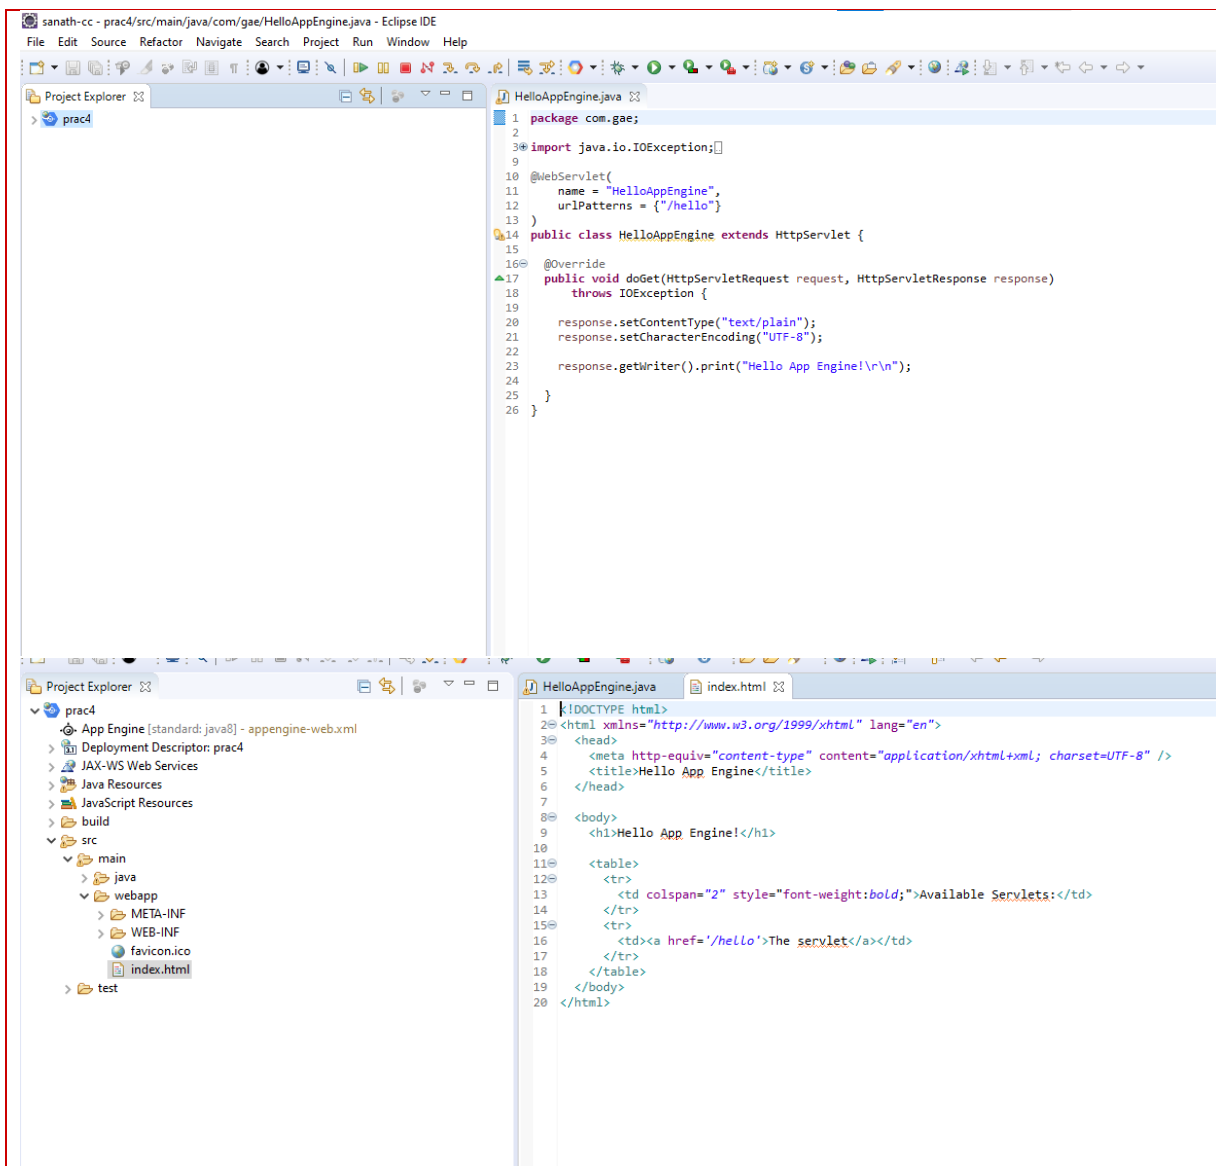 sanath-cc - prac4/src/main/java/com/gae/HelloAppEngine.java - Eclipse IDE
File Edit Source Refactor Navigate Search Project Run Window Help
Project Explorer
prac4
HelloAppEngine.java
1 package com.gae;
2
3 import java.io.IOException;
9
10 @WebServlet(
11 name = "HelloAppEngine",
12 urlPatterns = {"/hello"}
13 )
14 public class HelloAppEngine extends HttpServlet {
15
16 @Override
17 public void doGet(HttpServletRequest request, HttpServletResponse response)
18 throws IOException {
19
20 response.setContentType("text/plain");
21 response.setCharacterEncoding("UTF-8");
22
23 response.getWriter().print("Hello App Engine!\r\n");
24
25 }
26 }
Project Explorer
prac4
App Engine [standard: java8] - appengine-web.xml
Deployment Descriptor: prac4
JAX-WS Web Services
Java Resources
JavaScript Resources
build
src
main
java
webapp
META-INF
WEB-INF
favicon.ico
index.html
test
HelloAppEngine.java index.html
1 <!DOCTYPE html>
2 <html xmlns="http://www.w3.org/1999/xhtml" lang="en">
3 <head>
4 <meta http-equiv="content-type" content="application/xhtml+xml; charset=UTF-8" />
5 <title>Hello App Engine</title>
6 </head>
7
8 <body>
9 <h1>Hello App Engine!</h1>
10
11 <table>
12 <tr>
13 <td colspan="2" style="font-weight:bold;">Available Servlets:</td>
14 </tr>
15 <tr>
16 <td><a href='/hello'>The servlet</a></td>
17 </tr>
18 </table>
19 </body>
20 </html>